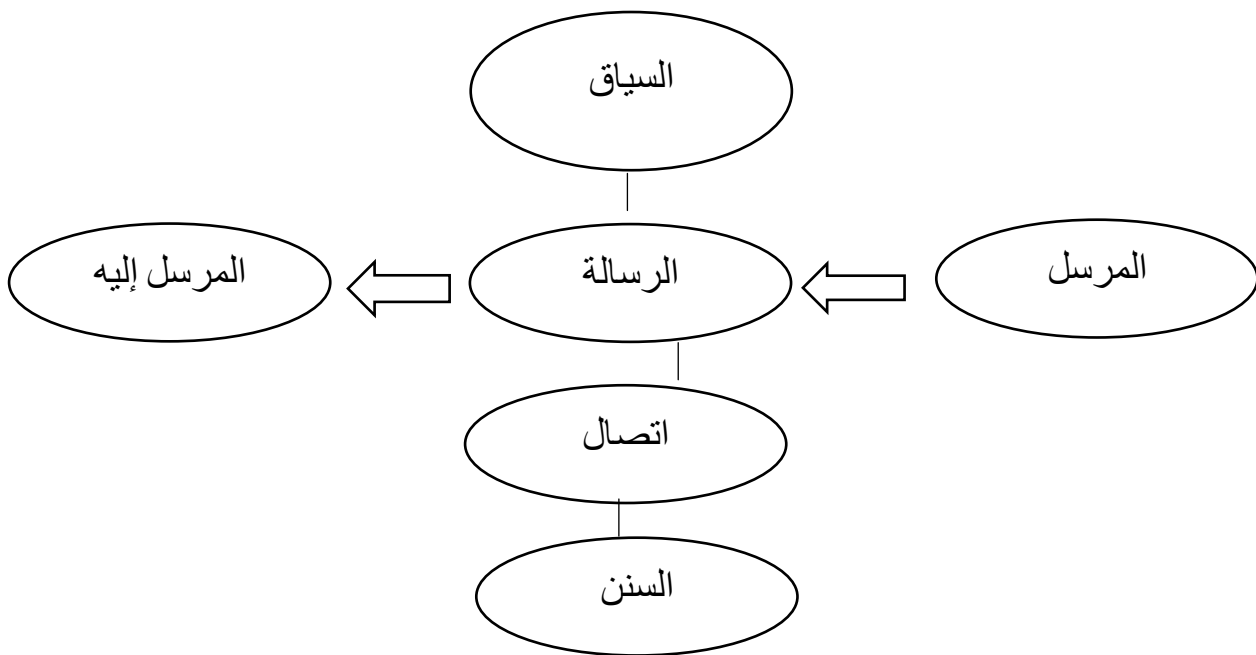 السياق
المرسل
الرسالة
المرسل إليه
اتصال
السنن